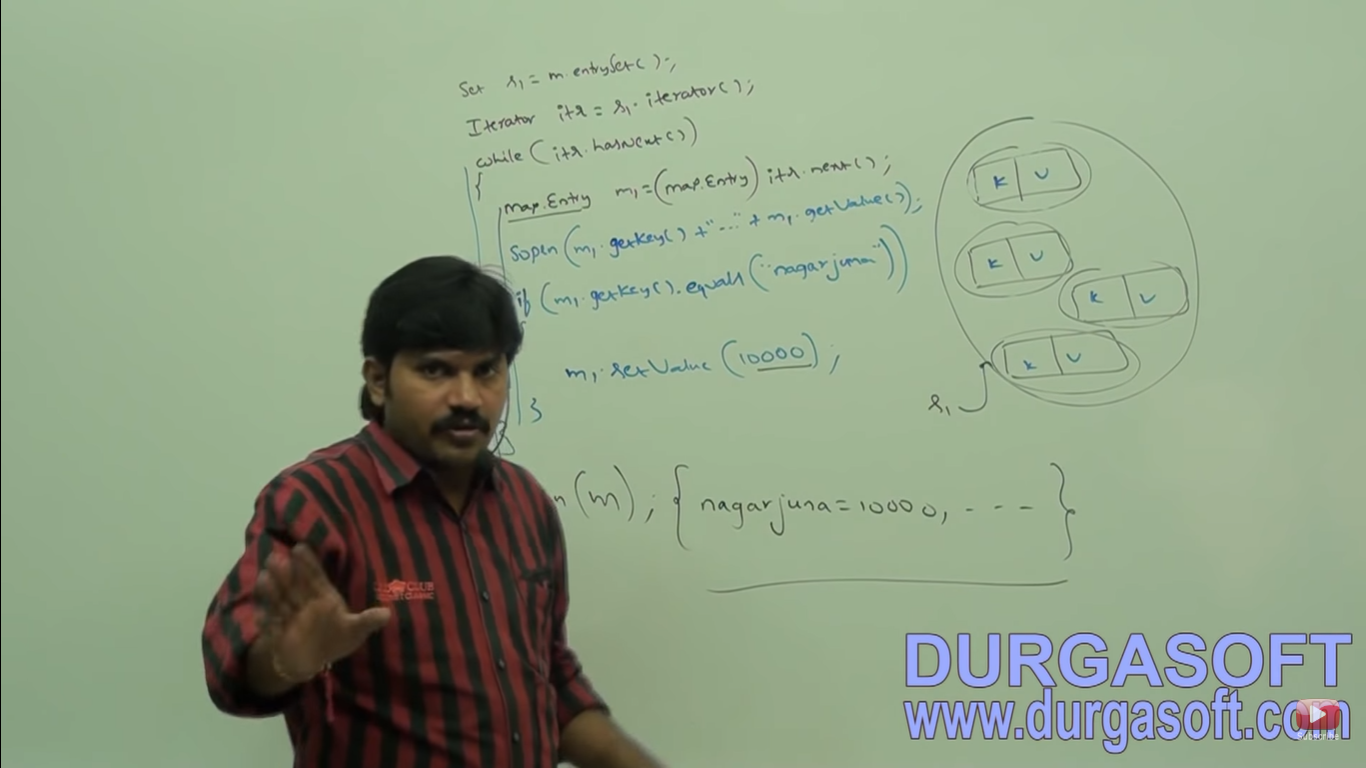 Set s1 = m.entrySet();
Iterator itr = s1.iterator();
while (itr.hasNext())
{
map.Entry m1=(map.Entry) itr.next();
Sopln (m1.getKey()+"---"+m1.getValue());
if (m1.getKey().equals("nagarjuna"))
m1.setValue (10000);
}
n(m); {nagarjuna=10000, - - - }
K V
K V
K V
K V
s1
DURGASOFT
www.durgasoft.com
Subscribe